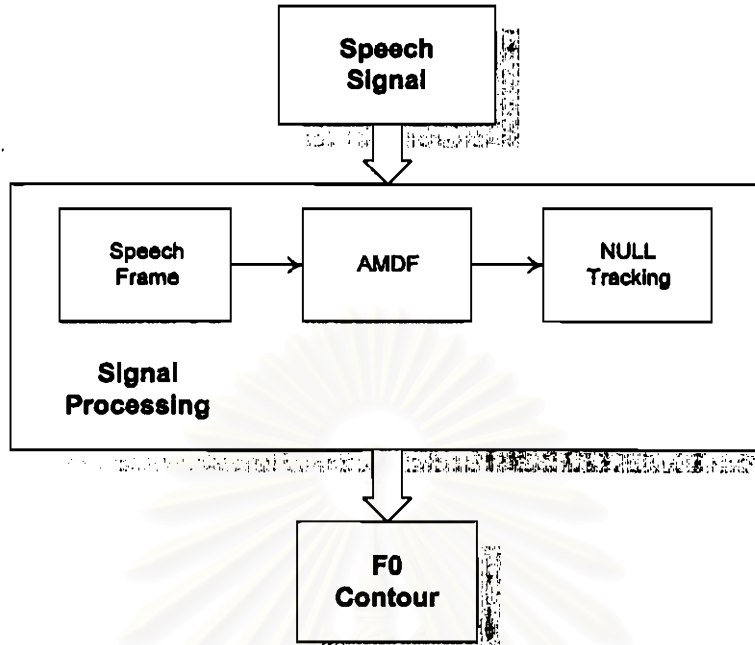 Speech
Signal
Speech
Frame
AMDF
NULL
Tracking
Signal
Processing
F0
Contour